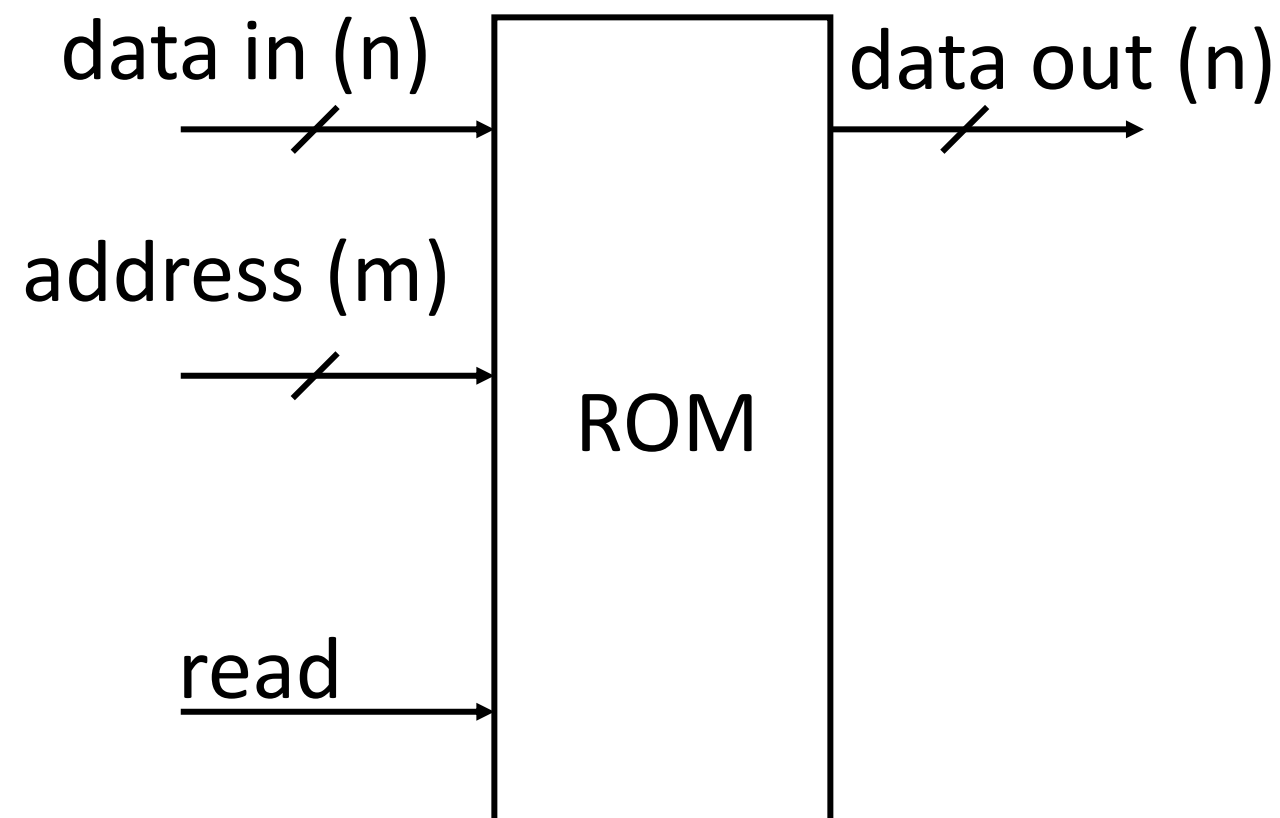 data in (n)
data out (n)
address (m)
ROM
read